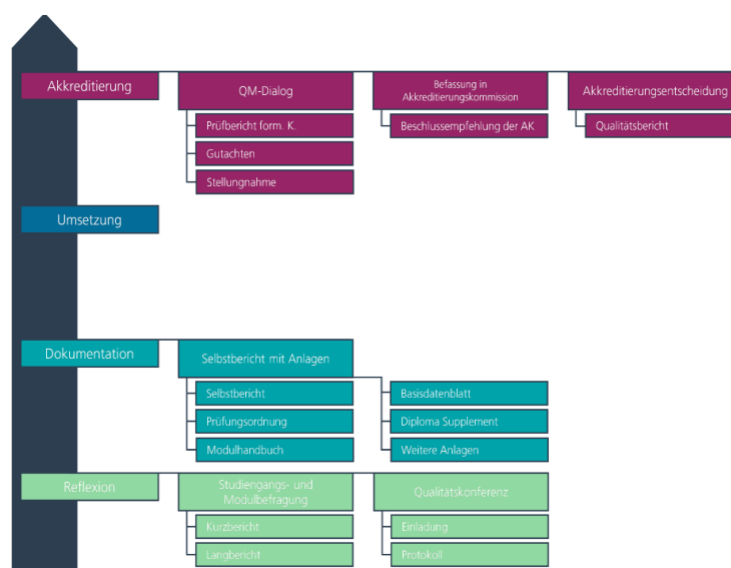 Akkreditierung
QM-Dialog
Befassung in
Akkreditierungskommission
Akkreditierungsentscheidung
Prüfbericht form. K.
Beschlussempfehlung der AK
Qualitätsbericht
Gutachten
Stellungnahme
Umsetzung
Dokumentation
Selbstbericht mit Anlagen
Selbstbericht
Basisdatenblatt
Prüfungsordnung
Diploma Supplement
Modulhandbuch
Weitere Anlagen
Reflexion
Studiengangs- und
Modulbefragung
Qualitätskonferenz
Kurzbericht
Einladung
Langbericht
Protokoll